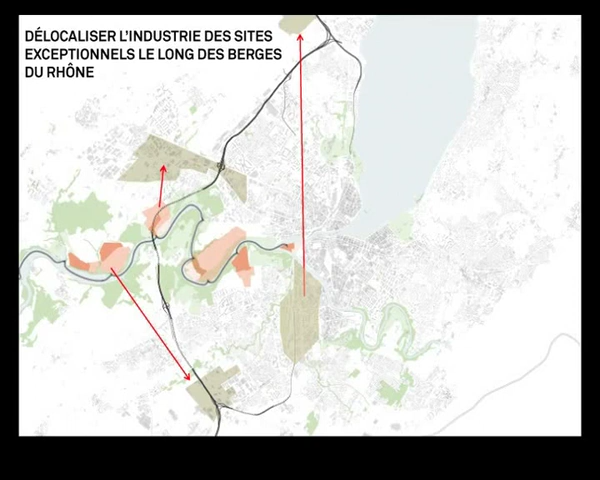 DÉLOCALISER L'INDUSTRIE DES SITES
EXCEPTIONNELS LE LONG DES BERGES
DU RHÔNE